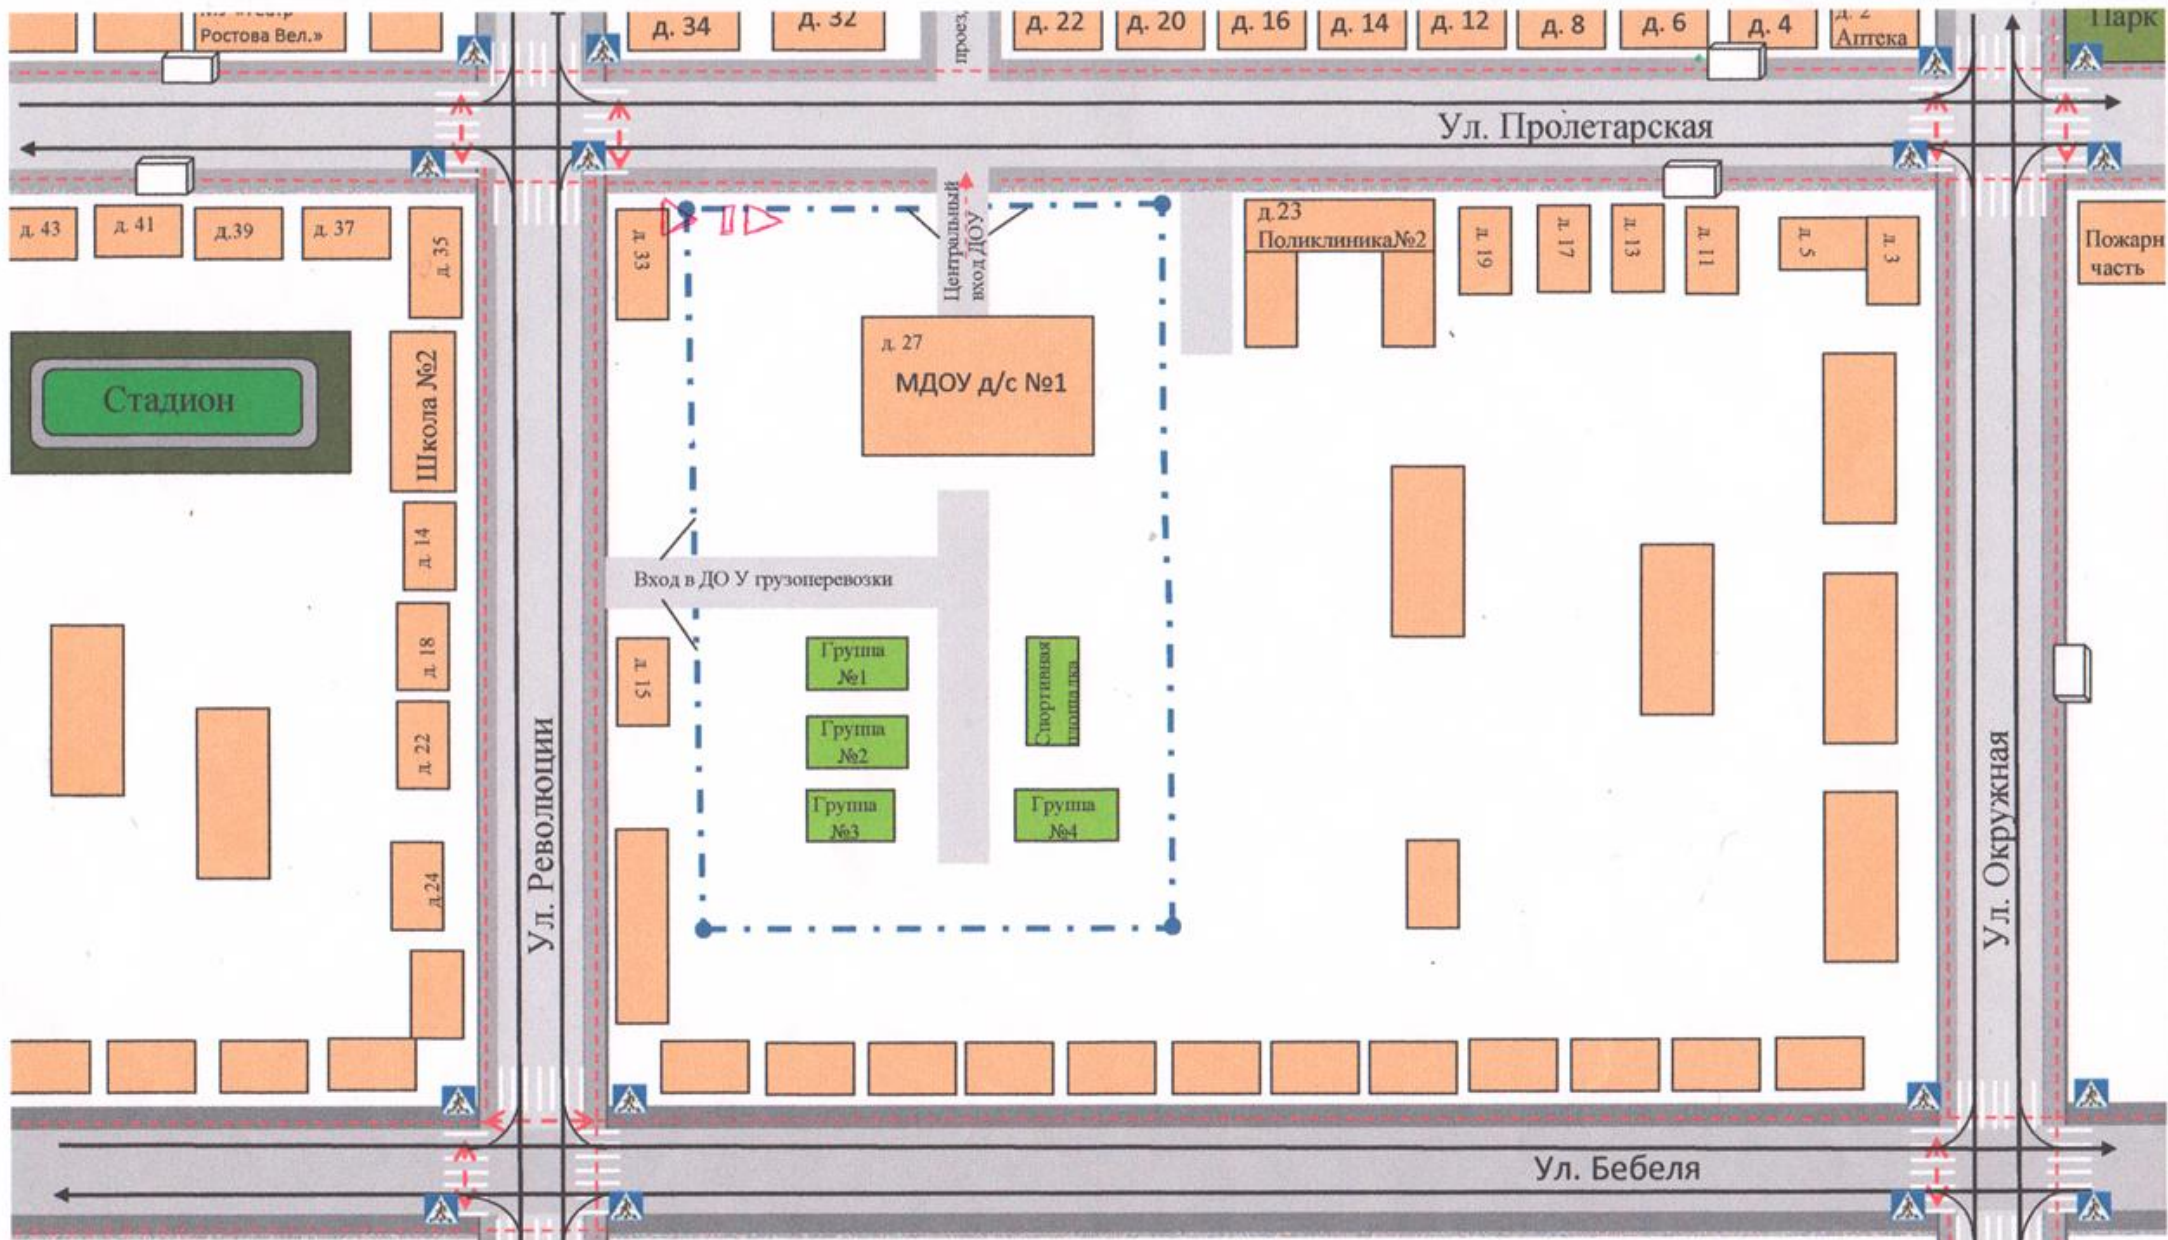 Ростова Вел.»
д. 34
д. 32
проезд
д. 22
д. 20
д. 16
д. 14
д. 12
д. 8
д. 6
д. 4
д. 2
Аптека
Парк
Ул. Пролетарская
д. 43
д. 41
д.39
д. 37
д. 35
д. 33
Центральный
вход ДОУ
д.23
Поликлиника№2
д. 19
д. 17
д. 13
д. 11
д. 5
д. 3
Пожарн
часть
Стадион
Школа №2
д. 27
МДОУ д/с №1
д. 14
Вход в ДО У грузоперевозки
д. 18
д. 15
Группа
№1
Спортивная
площадка
д. 22
Группа
№2
Группа
№3
Группа
№4
д.24
Ул. Революции
Ул. Окружная
Ул. Бебеля